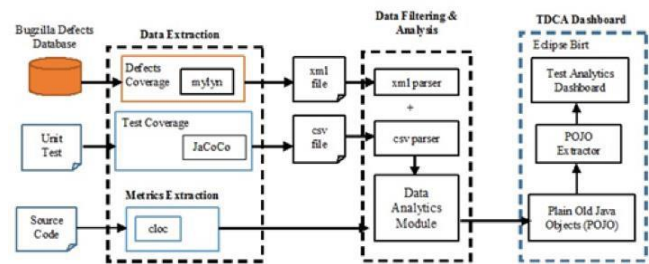 Bugzilla Defects
Database
Data Extraction
Defects
Coverage
mylyn
xml
file
Data Filtering &
Analysis
xml parser
+
TDCA Dashboard
Eclipse Birt
Test Analytics
Dashboard
Unit
Test
Test Coverage
JaCoCo
csv
file
csv parser
POJO
Extractor
Metrics Extraction
Source
Code
cloc
Data
Analytics
Module
Plain Old Java
Objects (POJO)